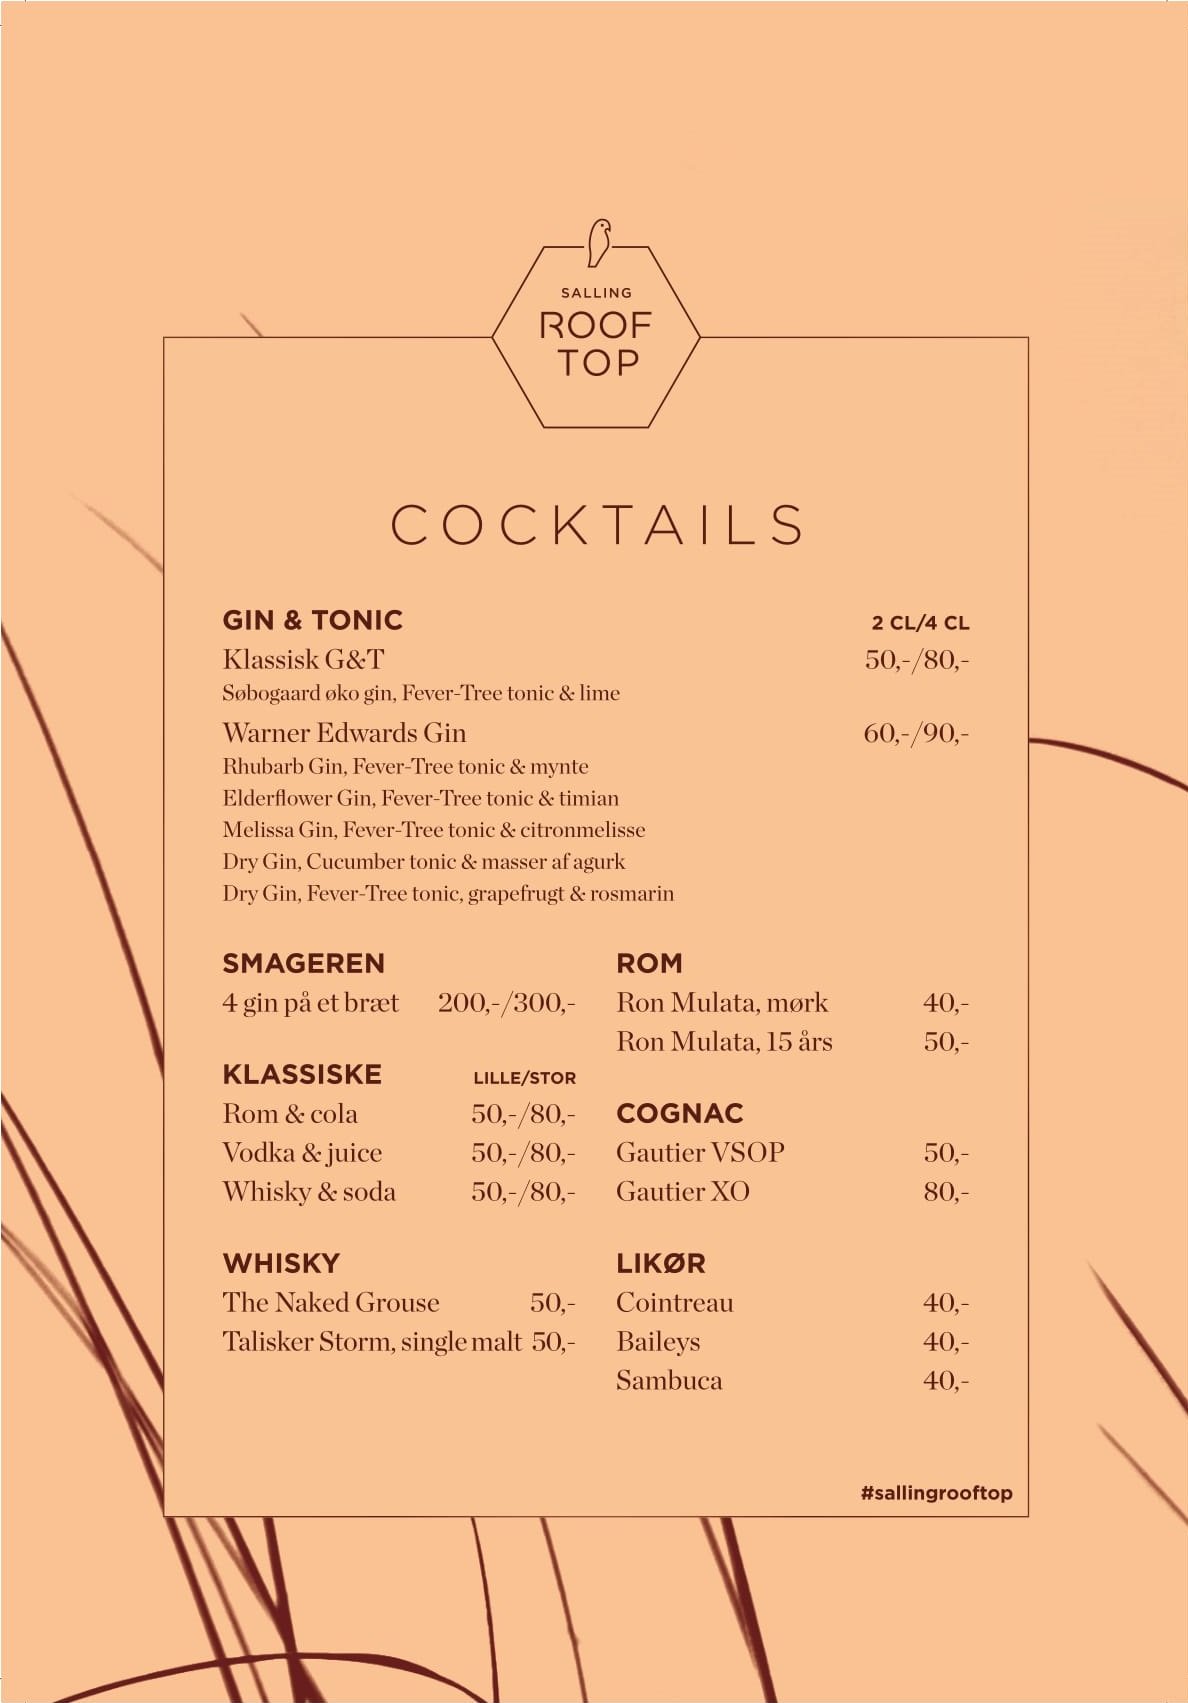 SALLING
ROOF
TOP
COCKTAILS
GIN & TONIC 2 CL/4 CL
Klassisk G&T 50,-/80,-
Søbogaard øko gin, Fever-Tree tonic & lime
Warner Edwards Gin 60,-/90,-
Rhubarb Gin, Fever-Tree tonic & mynte
Elderflower Gin, Fever-Tree tonic & timian
Melissa Gin, Fever-Tree tonic & citronmelisse
Dry Gin, Cucumber tonic & masser af agurk
Dry Gin, Fever-Tree tonic, grapefrugt & rosmarin
SMAGEREN
4 gin på et bræt 200,-/300,-
KLASSISKE LILLE/STOR
Rom & cola 50,-/80,-
Vodka & juice 50,-/80,-
Whisky & soda 50,-/80,-
WHISKY
The Naked Grouse 50,-
Talisker Storm, single malt 50,-
ROM
Ron Mulata, mørk 40,-
Ron Mulata, 15 års 50,-
COGNAC
Gautier VSOP 50,-
Gautier XO 80,-
LIKØR
Cointreau 40,-
Baileys 40,-
Sambuca 40,-
#sallingrooftop